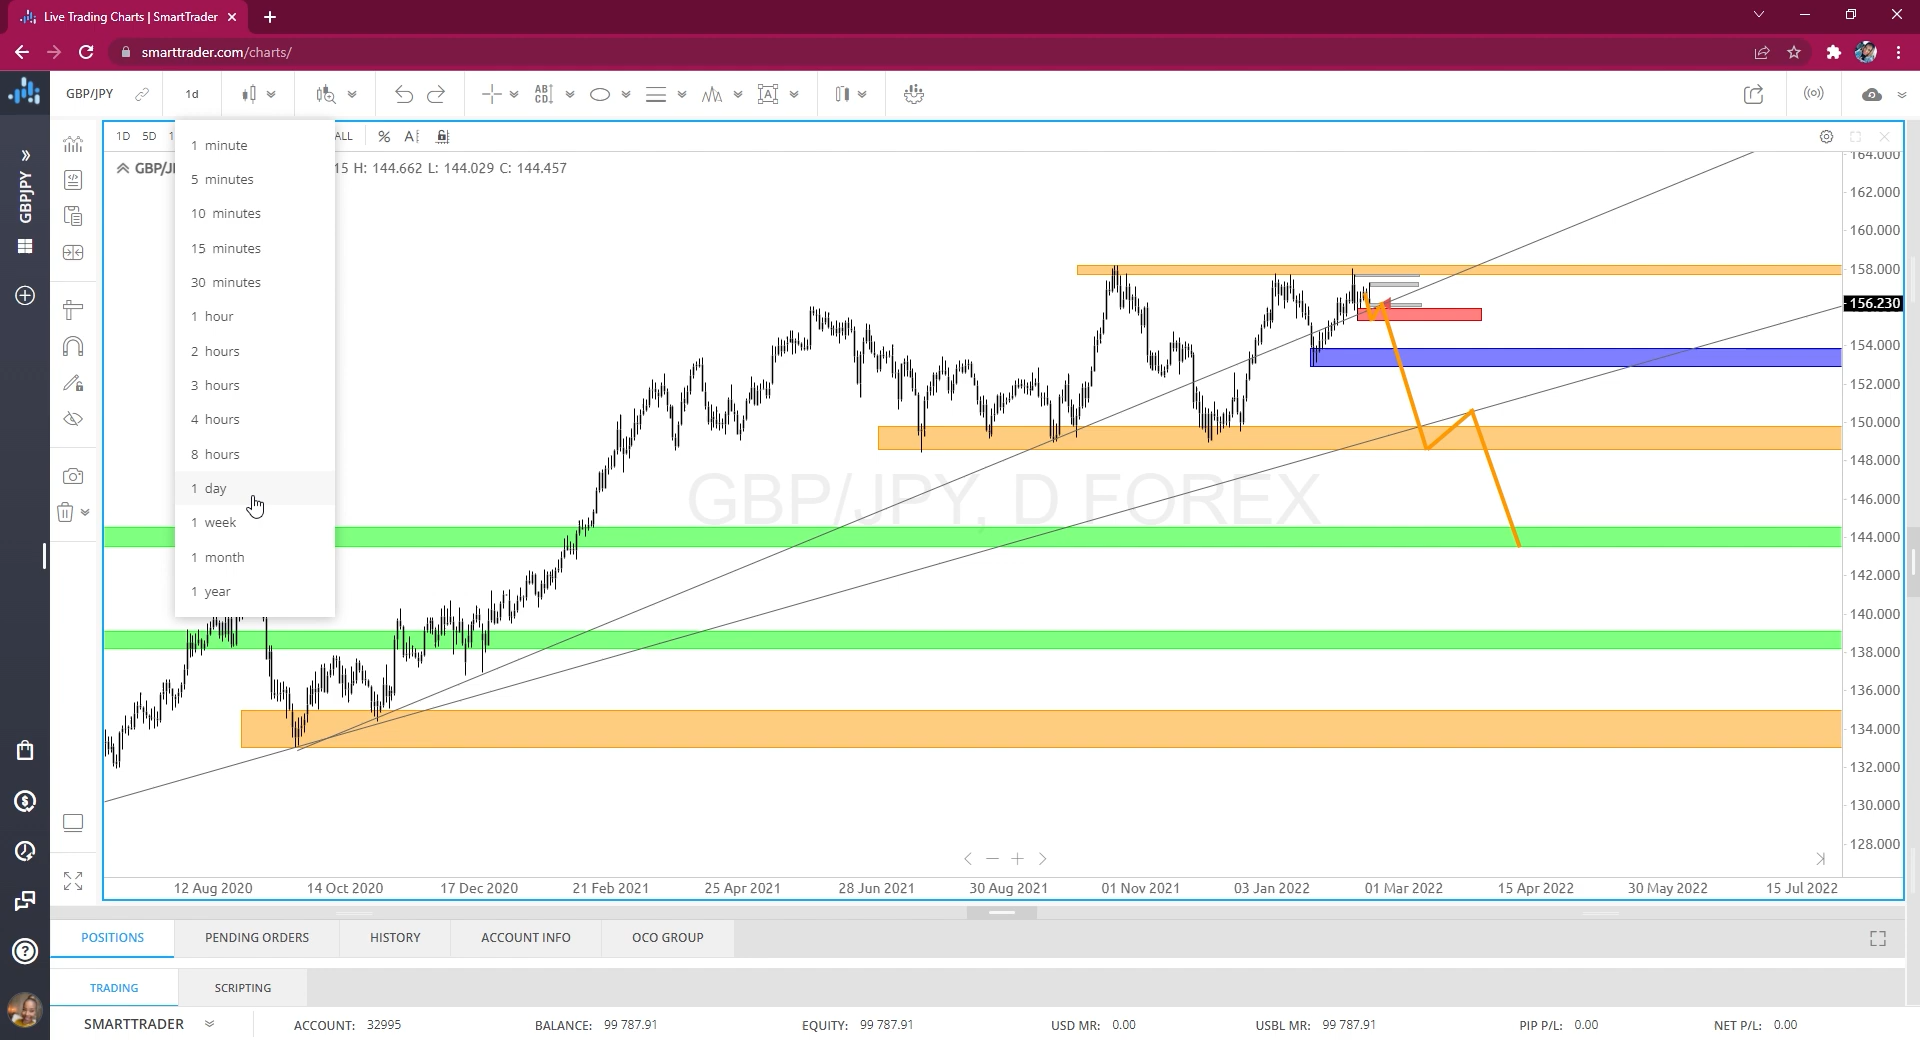 Live Trading Charts | SmartTrader
smarttrader.com/charts/
GBP/JPY
1d
AB
CD
A
1D 5D 1
ALL
%
A
GBPJPY
GBP/J
15 H: 144.662 L: 144.029 C: 144.457
1 minute
5 minutes
10 minutes
15 minutes
30 minutes
1 hour
2 hours
3 hours
4 hours
8 hours
1 day
1 week
1 month
1 year
GBP/JPY, D FOREX
164.000
162.000
160.000
158.000
156.230
154.000
152.000
150.000
148.000
146.000
144.000
142.000
140.000
138.000
136.000
134.000
132.000
130.000
128.000
12 Aug 2020 14 Oct 2020 17 Dec 2020 21 Feb 2021 25 Apr 2021 28 Jun 2021 30 Aug 2021 01 Nov 2021 03 Jan 2022 01 Mar 2022 15 Apr 2022 30 May 2022 15 Jul 2022
POSITIONS PENDING ORDERS HISTORY ACCOUNT INFO OCO GROUP
TRADING SCRIPTING
SMARTTRADER ACCOUNT: 32995 BALANCE: 99 787.91 EQUITY: 99 787.91 USD MR: 0.00 USBL MR: 99 787.91 PIP P/L: 0.00 NET P/L: 0.00